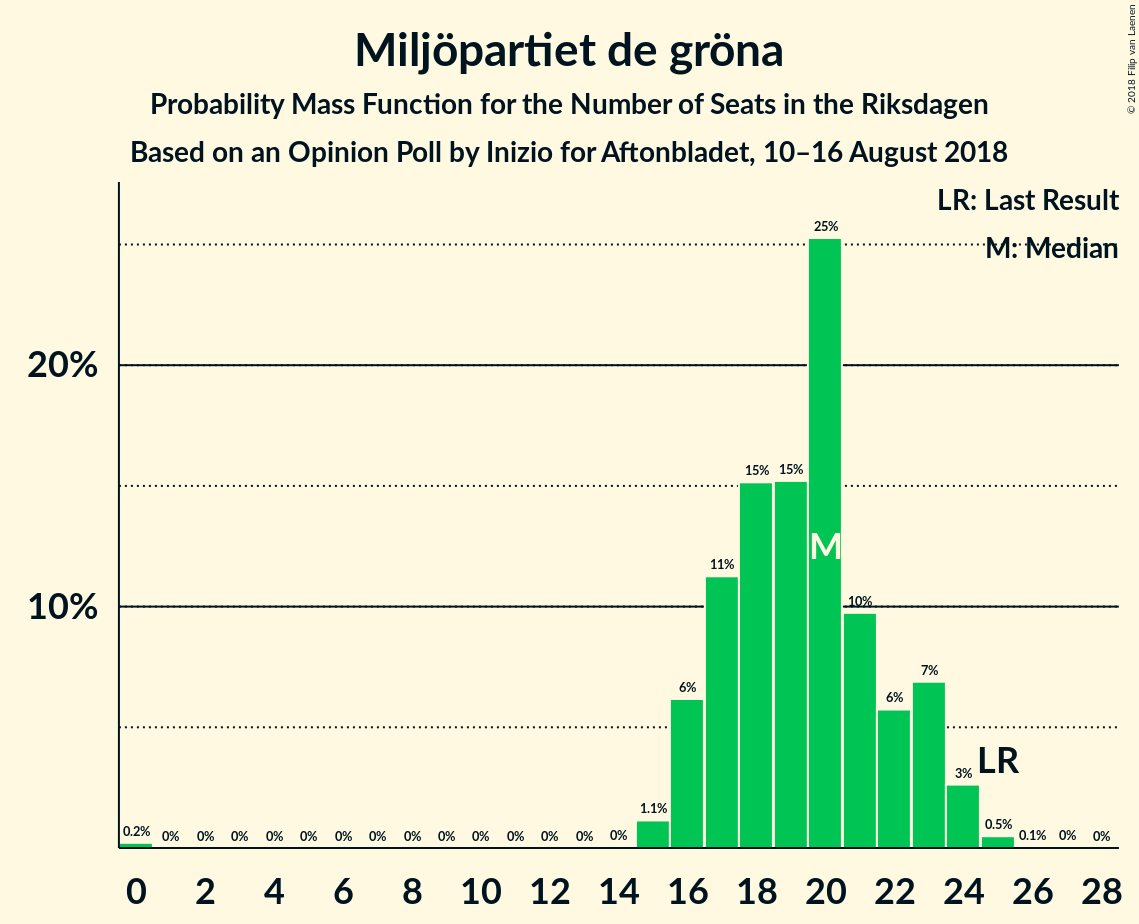 Miljöpartiet de gröna
Probability Mass Function for the Number of Seats in the Riksdagen
Based on an Opinion Poll by Inizio for Aftonbladet, 10–16 August 2018
© 2018 Filip van Laenen
LR: Last Result
M: Median
20%
10%
0.2% 0% 0% 0% 0% 0% 0% 0% 0% 0% 0% 0% 0% 0% 0% 1.1% 6% 11% 15% 15% 25% 10% 6% 7% 3% 0.5% 0.1% 0% 0%
M
LR
0 2 4 6 8 10 12 14 16 18 20 22 24 26 28